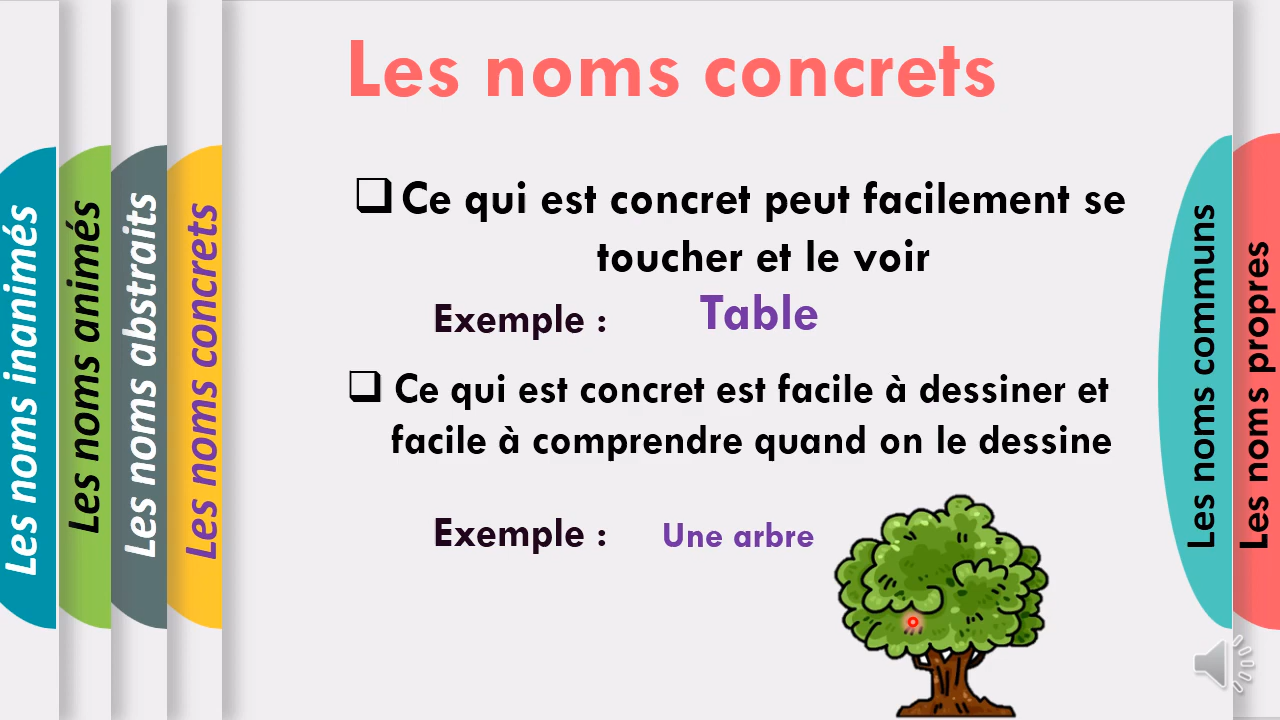 Les noms concrets
Ce qui est concret peut facilement se
toucher et le voir
Exemple : Table
Ce qui est concret est facile à dessiner et
facile à comprendre quand on le dessine
Exemple : Une arbre
Les noms inanimés
Les noms animés
Les noms abstraits
Les noms concrets
Les noms communs
Les noms propres